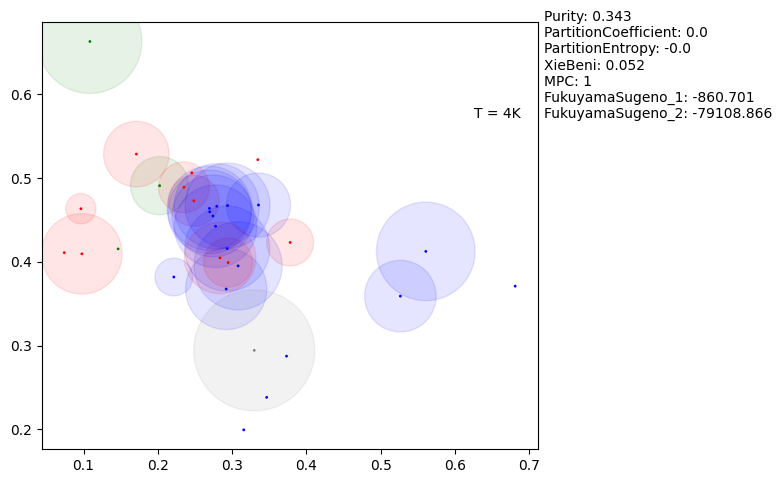 Purity: 0.343
PartitionCoefficient: 0.0
PartitionEntropy: -0.0
XieBeni: 0.052
MPC: 1
FukuyamaSugeno_1: -860.701
FukuyamaSugeno_2: -79108.866
T = 4K
0.6
0.5
0.4
0.3
0.2
0.1 0.2 0.3 0.4 0.5 0.6 0.7